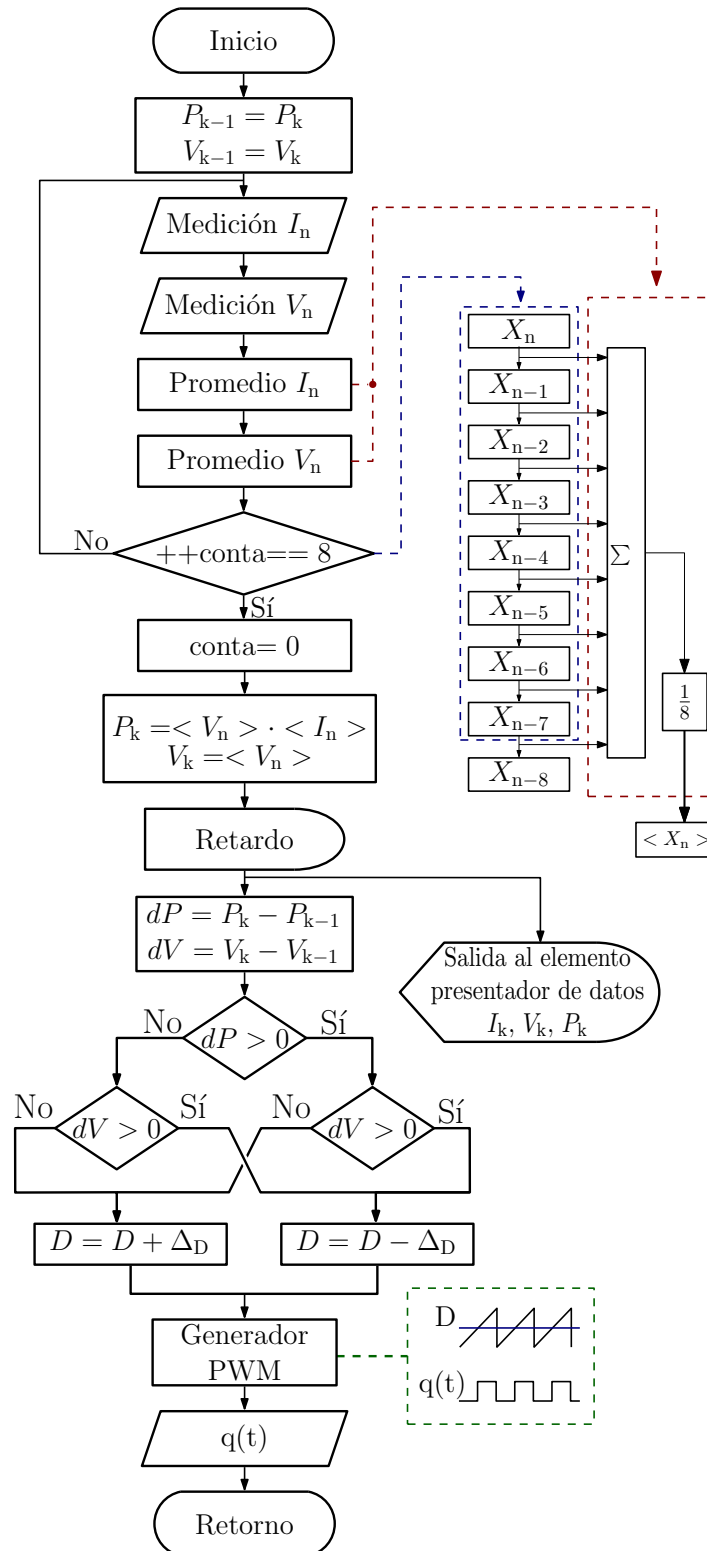 Inicio
P_{k−1} = P_k
V_{k−1} = V_k
Medición I_n
Medición V_n
Promedio I_n
Promedio V_n
++conta== 8
No
Sí
conta= 0
P_k =< V_n > · < I_n >
V_k =< V_n >
Retardo
X_n
X_{n−1}
X_{n−2}
X_{n−3}
X_{n−4}
X_{n−5}
X_{n−6}
X_{n−7}
X_{n−8}
Σ
1/8
< X_n >
dP = P_k − P_{k−1}
dV = V_k − V_{k−1}
Salida al elemento
presentador de datos
I_k, V_k, P_k
No
dP > 0
Sí
No
dV > 0
Sí
No
dV > 0
Sí
D = D + Δ_D
D = D − Δ_D
Generador
PWM
D
q(t)
q(t)
Retorno